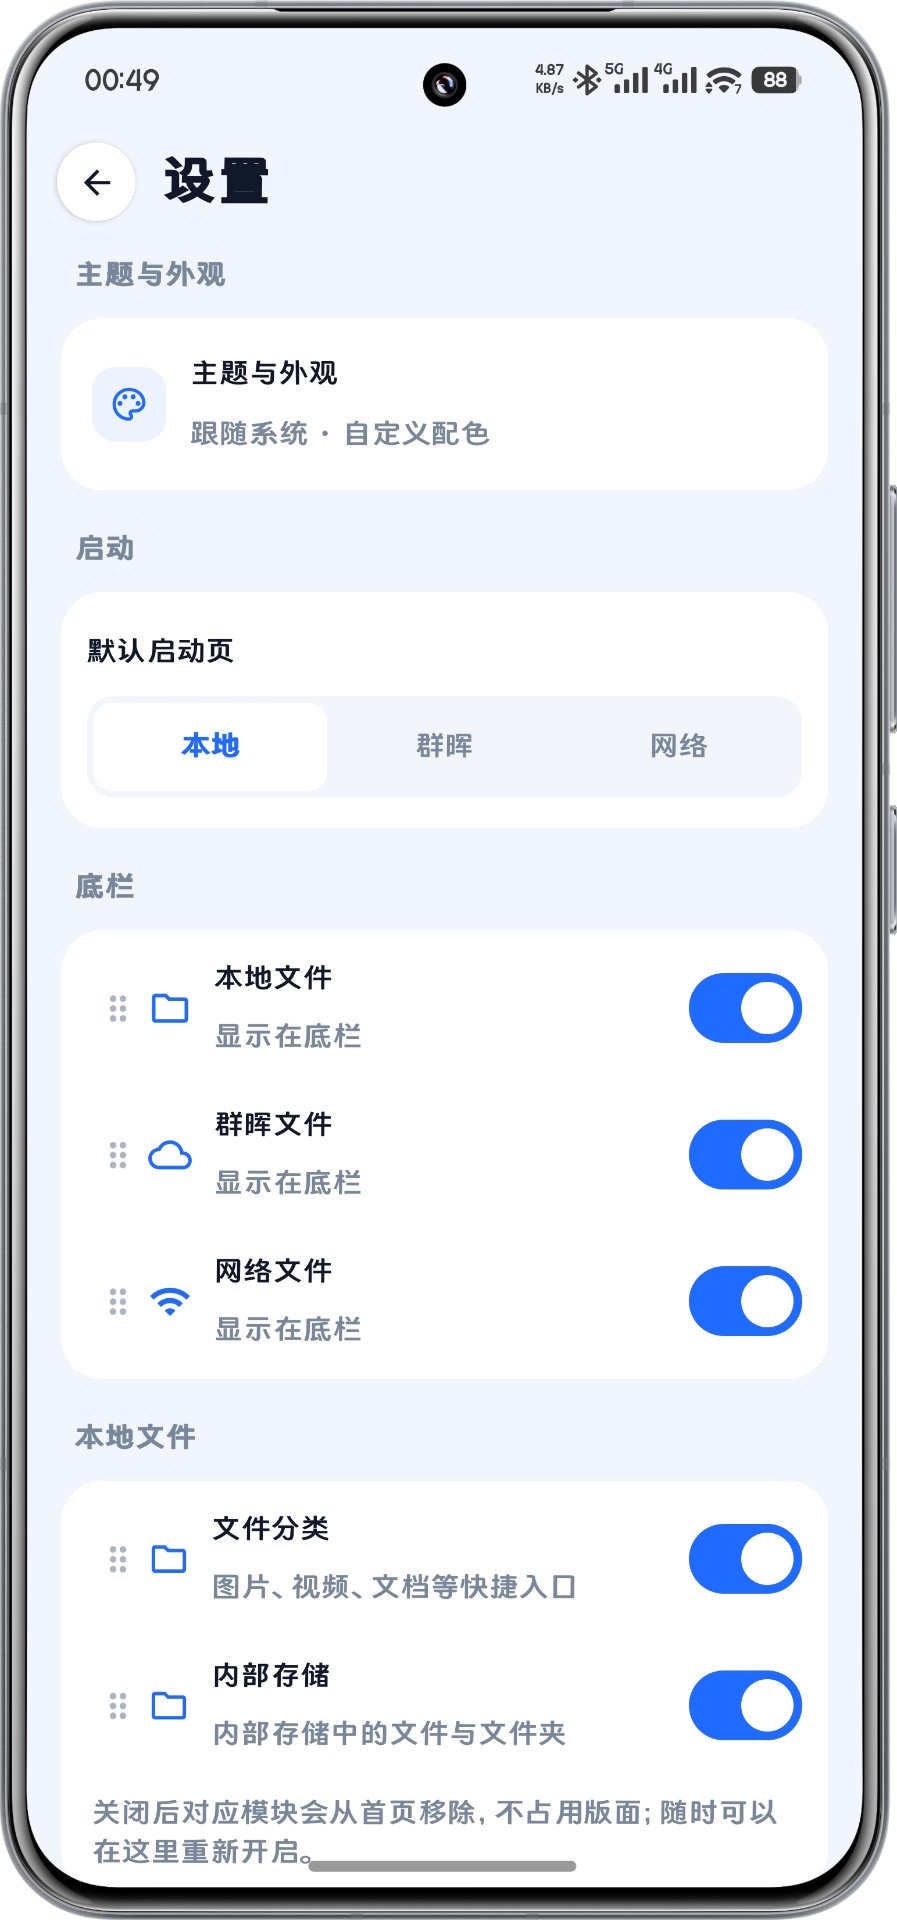 00:49
4.87 KB/s 5G 4G 7 88
设置
主题与外观
主题与外观
跟随系统 · 自定义配色
启动
默认启动页
本地 群晖 网络
底栏
本地文件
显示在底栏
群晖文件
显示在底栏
网络文件
显示在底栏
本地文件
文件分类
图片、视频、文档等快捷入口
内部存储
内部存储中的文件与文件夹
关闭后对应模块会从首页移除, 不占用版面; 随时可以
在这里重新开启。